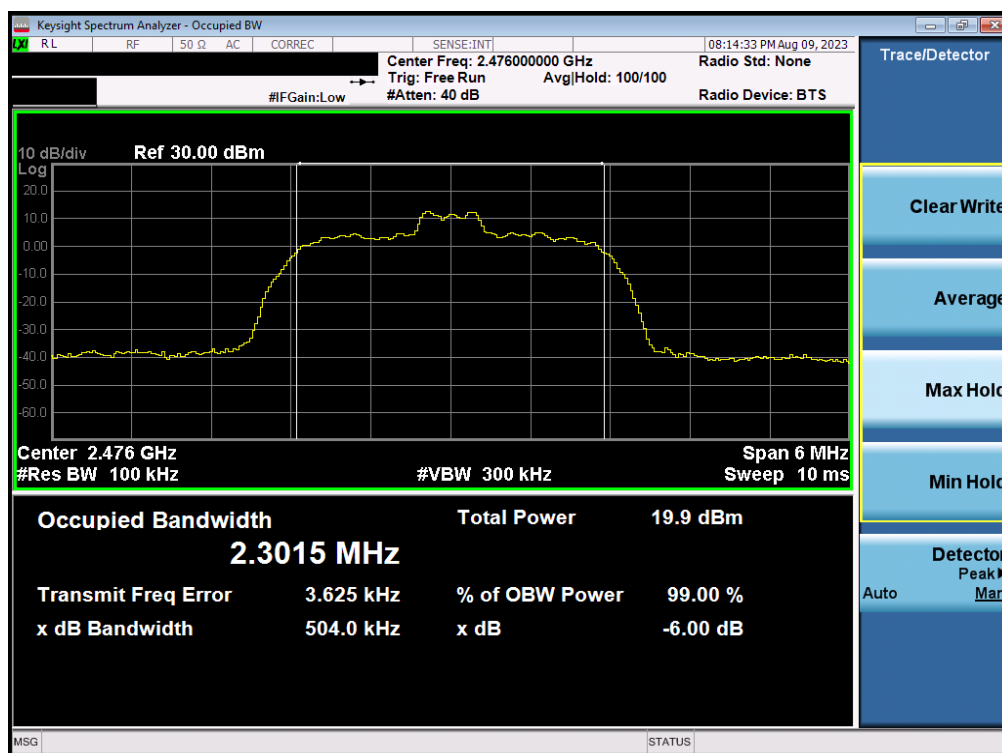 Keysight Spectrum Analyzer - Occupied BW
LXI RL RF 50 Ω AC CORREC SENSE:INT 08:14:33 PM Aug 09, 2023
Center Freq: 2.476000000 GHz Radio Std: None
Trig: Free Run Avg|Hold: 100/100
#IFGain:Low #Atten: 40 dB Radio Device: BTS
Trace/Detector
10 dB/div Ref 30.00 dBm
Log
20.0
10.0
0.00
-10.0
-20.0
-30.0
-40.0
-50.0
-60.0
Center 2.476 GHz Span 6 MHz
#Res BW 100 kHz #VBW 300 kHz Sweep 10 ms
Occupied Bandwidth Total Power 19.9 dBm
2.3015 MHz
Transmit Freq Error 3.625 kHz % of OBW Power 99.00 %
x dB Bandwidth 504.0 kHz x dB -6.00 dB
Clear Write
Average
Max Hold
Min Hold
Detector
Peak
Auto Man
MSG STATUS